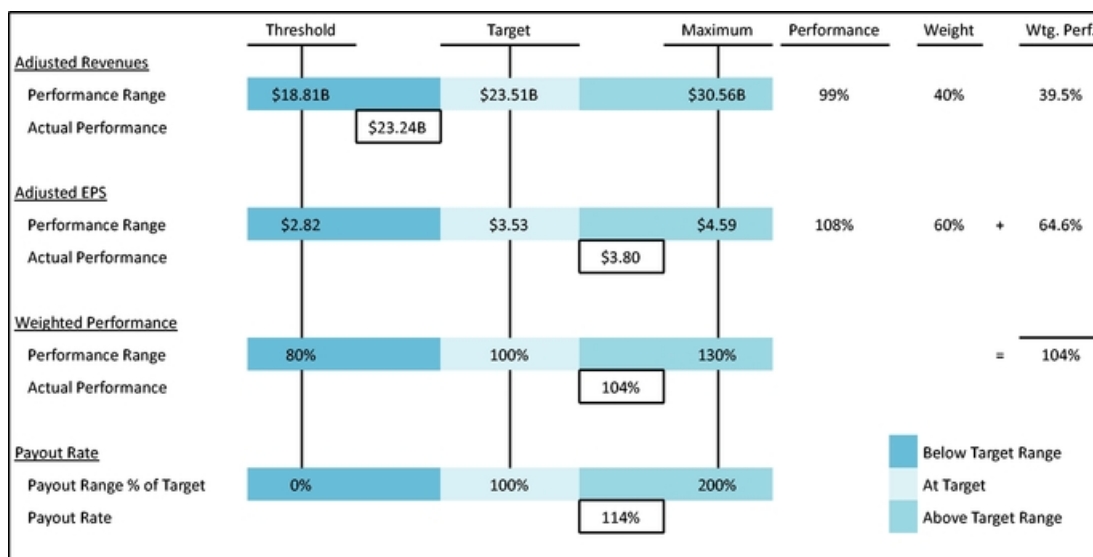 Threshold Target Maximum Performance Weight Wtg. Perf.
Adjusted Revenues
Performance Range $18.81B $23.51B $30.56B 99% 40% 39.5%
Actual Performance $23.24B
Adjusted EPS
Performance Range $2.82 $3.53 $4.59 108% 60% + 64.6%
Actual Performance $3.80
Weighted Performance
Performance Range 80% 100% 130% = 104%
Actual Performance 104%
Payout Rate
Below Target Range
Payout Range % of Target 0% 100% 200% At Target
Payout Rate 114% Above Target Range